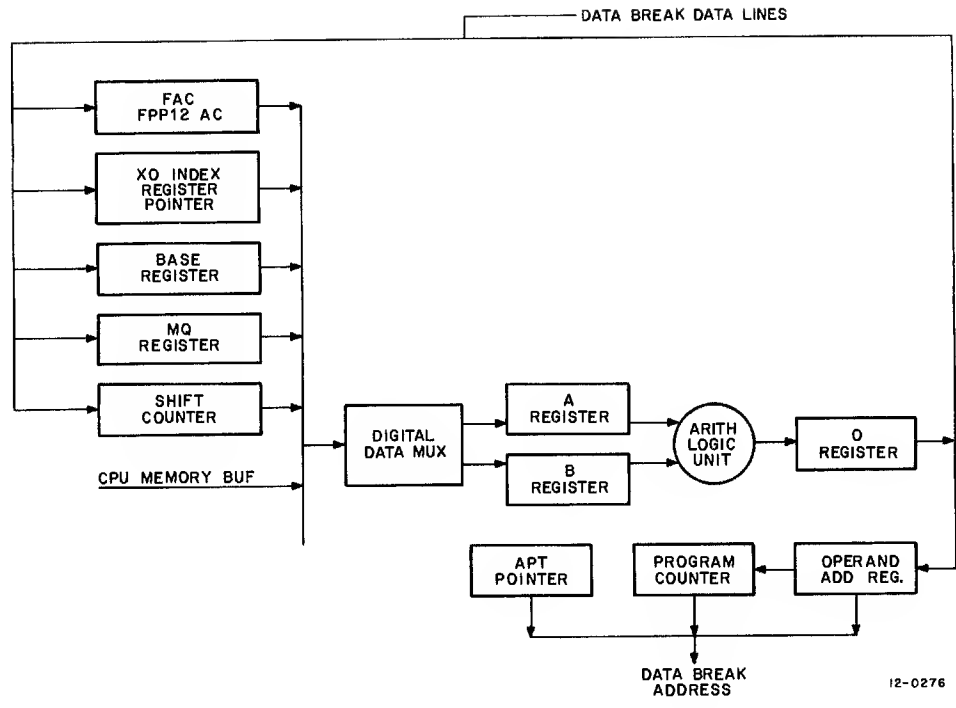 DATA BREAK DATA LINES
FAC
FPP12 AC
XO INDEX
REGISTER
POINTER
BASE
REGISTER
MQ
REGISTER
SHIFT
COUNTER
CPU MEMORY BUF
DIGITAL
DATA MUX
A
REGISTER
B
REGISTER
ARITH
LOGIC
UNIT
O
REGISTER
APT
POINTER
PROGRAM
COUNTER
OPERAND
ADD REG.
DATA BREAK
ADDRESS
12-0276